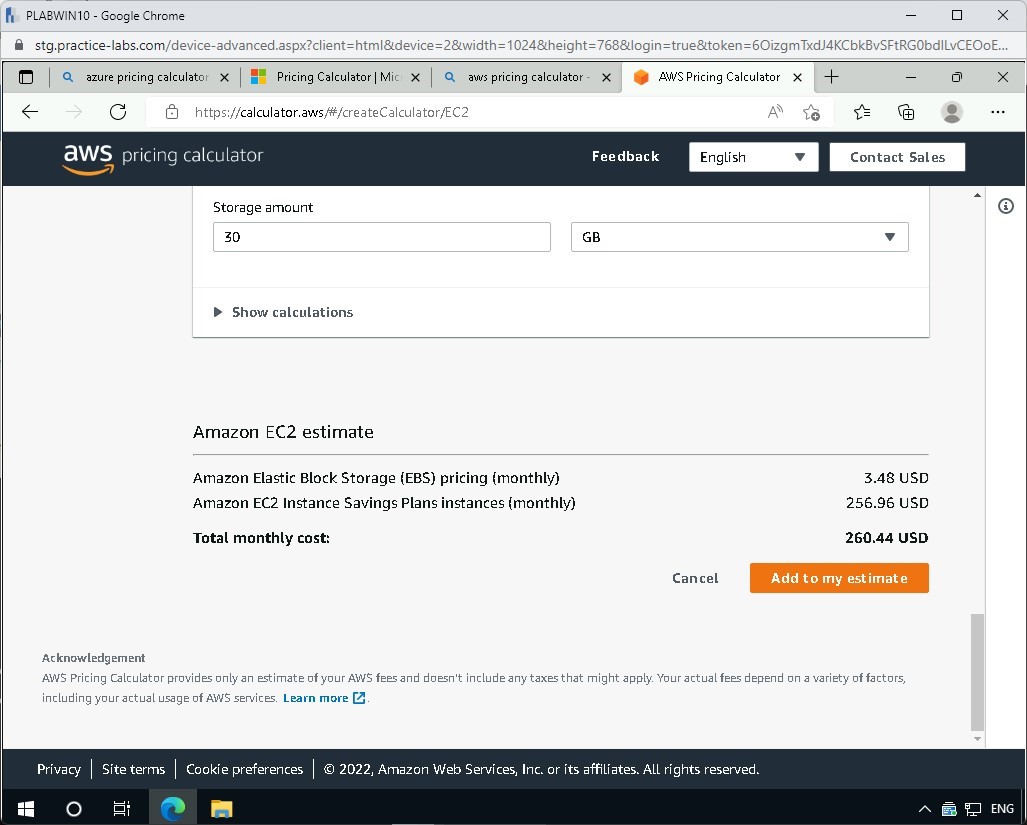 PLABWIN10 - Google Chrome
stg.practice-labs.com/device-advanced.aspx?client=html&device=2&width=1024&height=768&login=true&token=6OizgmTxdJ4KCbkBvSFtRG0bdlLvCEOoE...
azure pricing calculator
Pricing Calculator | Mic
aws pricing calculator -
AWS Pricing Calculator
https://calculator.aws/#/createCalculator/EC2
aws pricing calculator
Feedback
English
Contact Sales
Storage amount
30
GB
Show calculations
Amazon EC2 estimate
Amazon Elastic Block Storage (EBS) pricing (monthly) 3.48 USD
Amazon EC2 Instance Savings Plans instances (monthly) 256.96 USD
Total monthly cost: 260.44 USD
Cancel
Add to my estimate
Acknowledgement
AWS Pricing Calculator provides only an estimate of your AWS fees and doesn't include any taxes that might apply. Your actual fees depend on a variety of factors,
including your actual usage of AWS services. Learn more .
Privacy
Site terms
Cookie preferences
© 2022, Amazon Web Services, Inc. or its affiliates. All rights reserved.
ENG